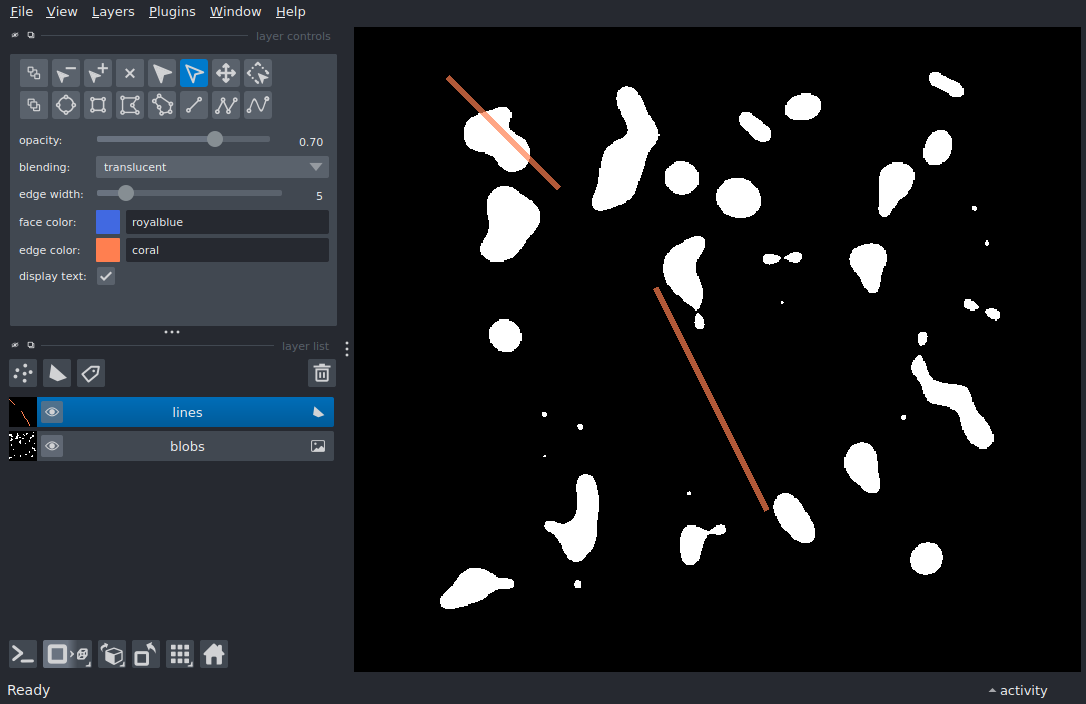 File View Layers Plugins Window Help
layer controls
opacity: 0.70
blending: translucent
edge width: 5
face color: royalblue
edge color: coral
display text:
layer list
lines
blobs
Ready activity